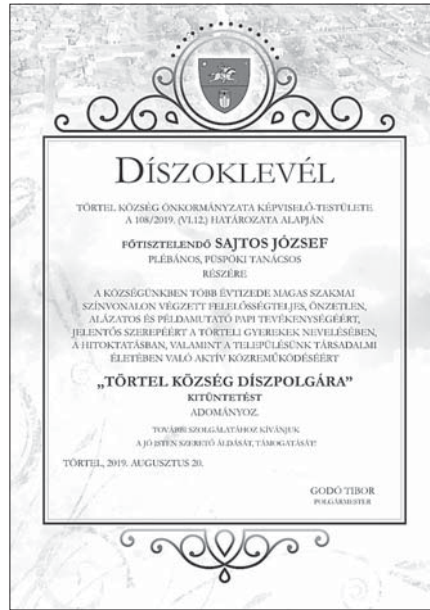 DÍSZOKLEVÉL
TÖRTEL KÖZSÉG ÖNKORMÁNYZATA KÉPVISELŐ-TESTÜLETE
A 108/2019. (VI.12.) HATÁROZATA ALAPJÁN
FŐTISZTELENDŐ SAJTOS JÓZSEF
PLÉBÁNOS, PÜSPÖKI TANÁCSOS
RÉSZÉRE
A KÖZSÉGÜNKBEN TÖBB ÉVTIZEDE MAGAS SZAKMAI
SZÍNVONALON VÉGZETT FELELŐSSÉGTELJES, ÖNZETLEN,
ALÁZATOS ÉS PÉLDAMUTATÓ PAPI TEVÉKENYSÉGÉÉRT,
JELENTŐS SZEREPÉÉRT A TÖRTELI GYEREKEK NEVELÉSÉBEN,
A HITOKTATÁSBAN, VALAMINT A TELEPÜLÉSÜNK TÁRSADALMI
ÉLETÉBEN VALÓ AKTÍV KÖZREMŰKÖDÉSÉÉRT
„TÖRTEL KÖZSÉG DÍSZPOLGÁRA”
KITÜNTETÉST
ADOMÁNYOZ.
TOVÁBBI SZOLGÁLATÁHOZ KÍVÁNJUK
A JÓ ISTEN SZERETŐ ÁLDÁSÁT, TÁMOGATÁSÁT!
TÖRTEL, 2019. AUGUSZTUS 20.
GODÓ TIBOR
POLGÁRMESTER